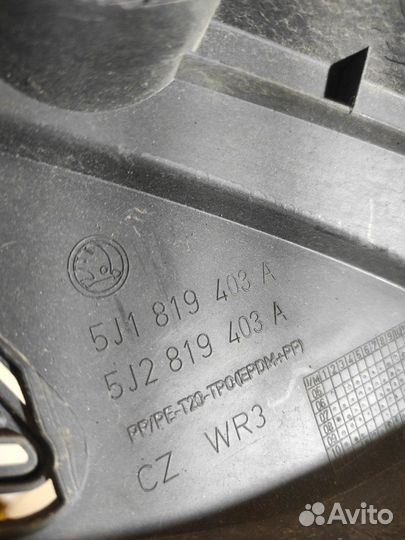 5J1 819 403 A
5J2 819 403 A
PP/PE-T20-TPO(EPDM+PP)
CZ WR3
Avito